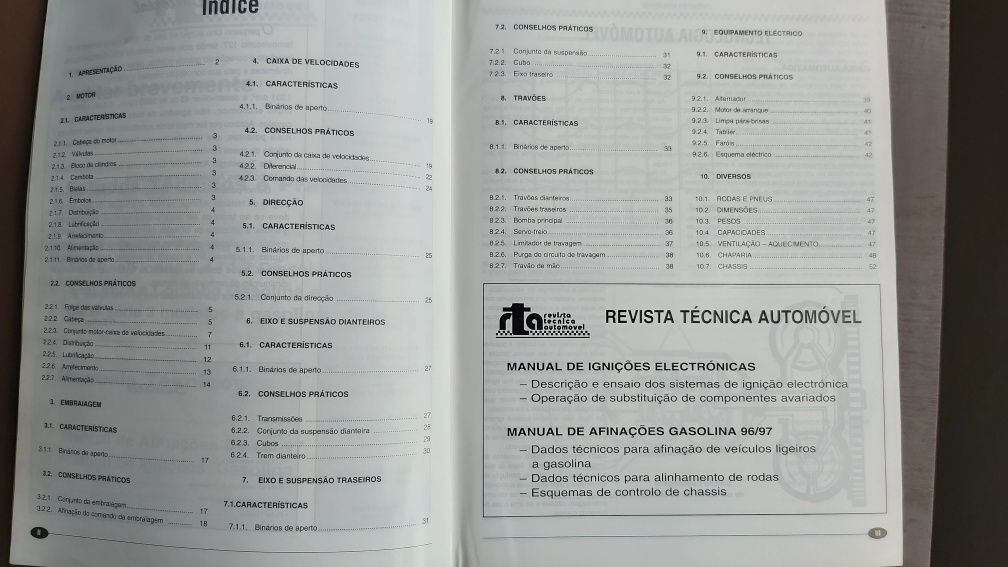 Índice
1. APRESENTAÇÃO 2
2. MOTOR
2.1. CARACTERÍSTICAS
2.1.1. Cabeça do motor 3
2.1.2. Válvulas 3
2.1.3. Bloco de cilindros 3
2.1.4. Cambota 3
2.1.5. Bielas 3
2.1.6. Êmbolos 3
2.1.7. Distribuição 4
2.1.8. Lubrificação 4
2.1.9. Arrefecimento 4
2.1.10. Alimentação 4
2.1.11. Binários de aperto 4
2.2. CONSELHOS PRÁTICOS
2.2.1. Folga das válvulas 5
2.2.2. Cabeça 5
2.2.3. Conjunto motor-caixa de velocidades 7
2.2.4. Distribuição 11
2.2.5. Lubrificação 12
2.2.6. Arrefecimento 13
2.2.7. Alimentação 14
3. EMBRAIAGEM
3.1. CARACTERÍSTICAS
3.1.1. Binários de aperto 17
3.2. CONSELHOS PRÁTICOS
3.2.1. Conjunto da embraiagem 17
3.2.2. Afinação do comando da embraiagem 18
4. CAIXA DE VELOCIDADES
4.1. CARACTERÍSTICAS
4.1.1. Binários de aperto 19
4.2. CONSELHOS PRÁTICOS
4.2.1. Conjunto da caixa de velocidades 19
4.2.2. Diferencial 22
4.2.3. Comando das velocidades 24
5. DIRECÇÃO
5.1. CARACTERÍSTICAS
5.1.1. Binários de aperto 25
5.2. CONSELHOS PRÁTICOS
5.2.1. Conjunto da direcção 25
6. EIXO E SUSPENSÃO DIANTEIROS
6.1. CARACTERÍSTICAS
6.1.1. Binários de aperto 27
6.2. CONSELHOS PRÁTICOS
6.2.1. Transmissões 27
6.2.2. Conjunto da suspensão dianteira 28
6.2.3. Cubos 29
6.2.4. Trem dianteiro 30
7. EIXO E SUSPENSÃO TRASEIROS
7.1.CARACTERÍSTICAS
7.1.1. Binários de aperto 31
II
7.2. CONSELHOS PRÁTICOS
7.2.1 Conjunto da suspensão 31
7.2.2. Cubo 32
7.2.3. Eixo traseiro 32
8. TRAVÕES
8.1. CARACTERÍSTICAS
8.1.1 Binários de aperto 33
8.2. CONSELHOS PRÁTICOS
8.2.1. Travões dianteiros 33
8.2.2. Travões traseiros 35
8.2.3. Bomba principal 36
8.2.4. Servo-freio 36
8.2.5. Limitador de travagem 37
8.2.6. Purga do circuito de travagem 38
8.2.7. Travão de mão 38
9. EQUIPAMENTO ELÉCTRICO
9.1. CARACTERÍSTICAS
9.2. CONSELHOS PRÁTICOS
9.2.1. Alternador 39
9.2.2. Motor de arranque 40
9.2.3. Limpa pára-brisas 41
9.2.4. Tablier 41
9.2.5. Faróis 42
9.2.6. Esquema eléctrico 42
10. DIVERSOS
10.1. RODAS E PNEUS 47
10.2. DIMENSÕES 47
10.3. PESOS 47
10.4. CAPACIDADES 47
10.5. VENTILAÇÃO – AQUECIMENTO 47
10.6. CHAPARIA 48
10.7. CHASSIS 52
rta revista técnica automovel
REVISTA TÉCNICA AUTOMÓVEL
MANUAL DE IGNIÇÕES ELECTRÓNICAS
– Descrição e ensaio dos sistemas de ignição electrónica
– Operação de substituição de componentes avariados
MANUAL DE AFINAÇÕES GASOLINA 96/97
– Dados técnicos para afinação de veículos ligeiros
a gasolina
– Dados técnicos para alinhamento de rodas
– Esquemas de controlo de chassis
III